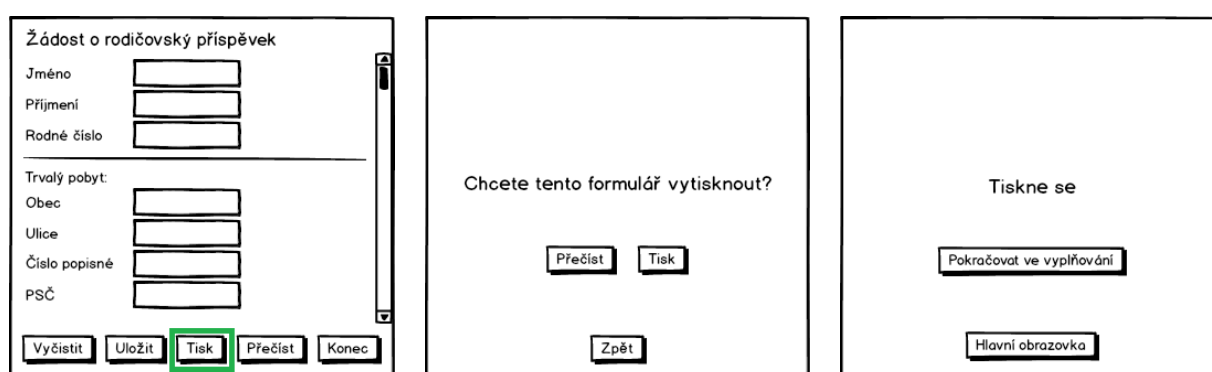 Žádost o rodičovský příspěvek
Jméno
Příjmení
Rodné číslo
Trvalý pobyt:
Obec
Ulice
Číslo popisné
PSČ
Vyčistit Uložit Tisk Přečíst Konec
Chcete tento formulář vytisknout?
Přečíst Tisk
Zpět
Tiskne se
Pokračovat ve vyplňování
Hlavní obrazovka